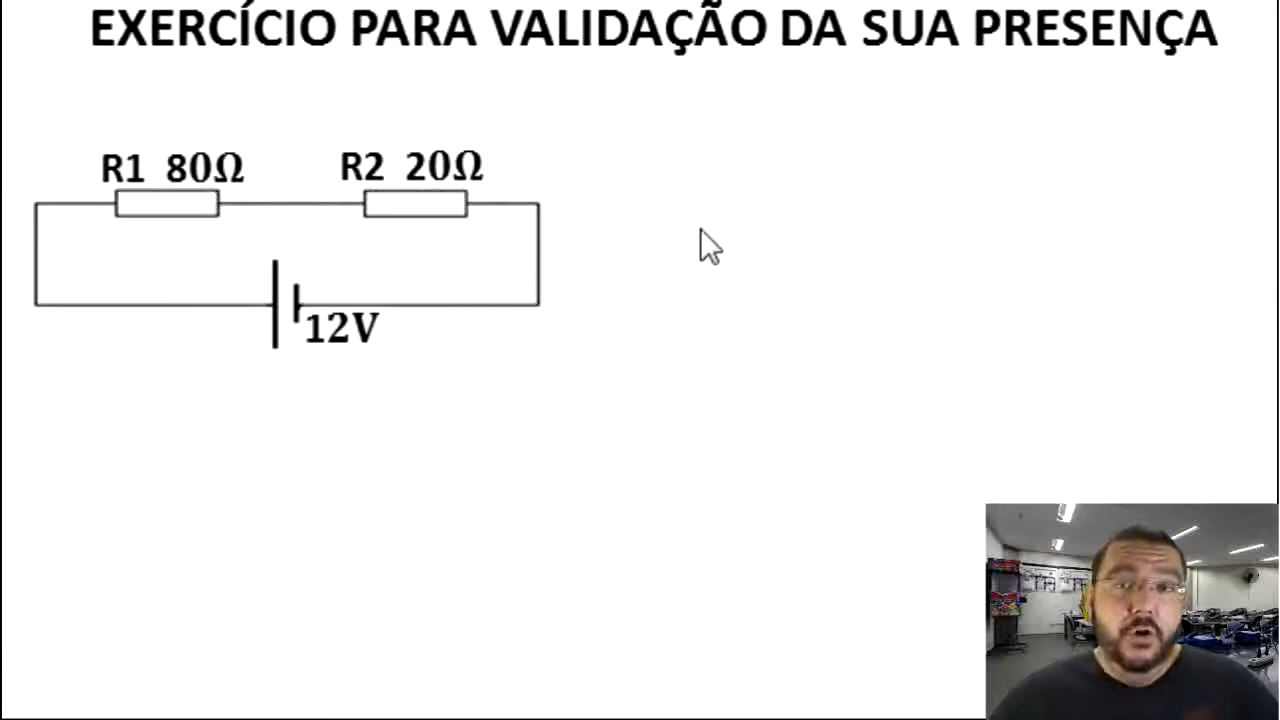 EXERCÍCIO PARA VALIDAÇÃO DA SUA PRESENÇA
R1 80Ω
R2 20Ω
12V